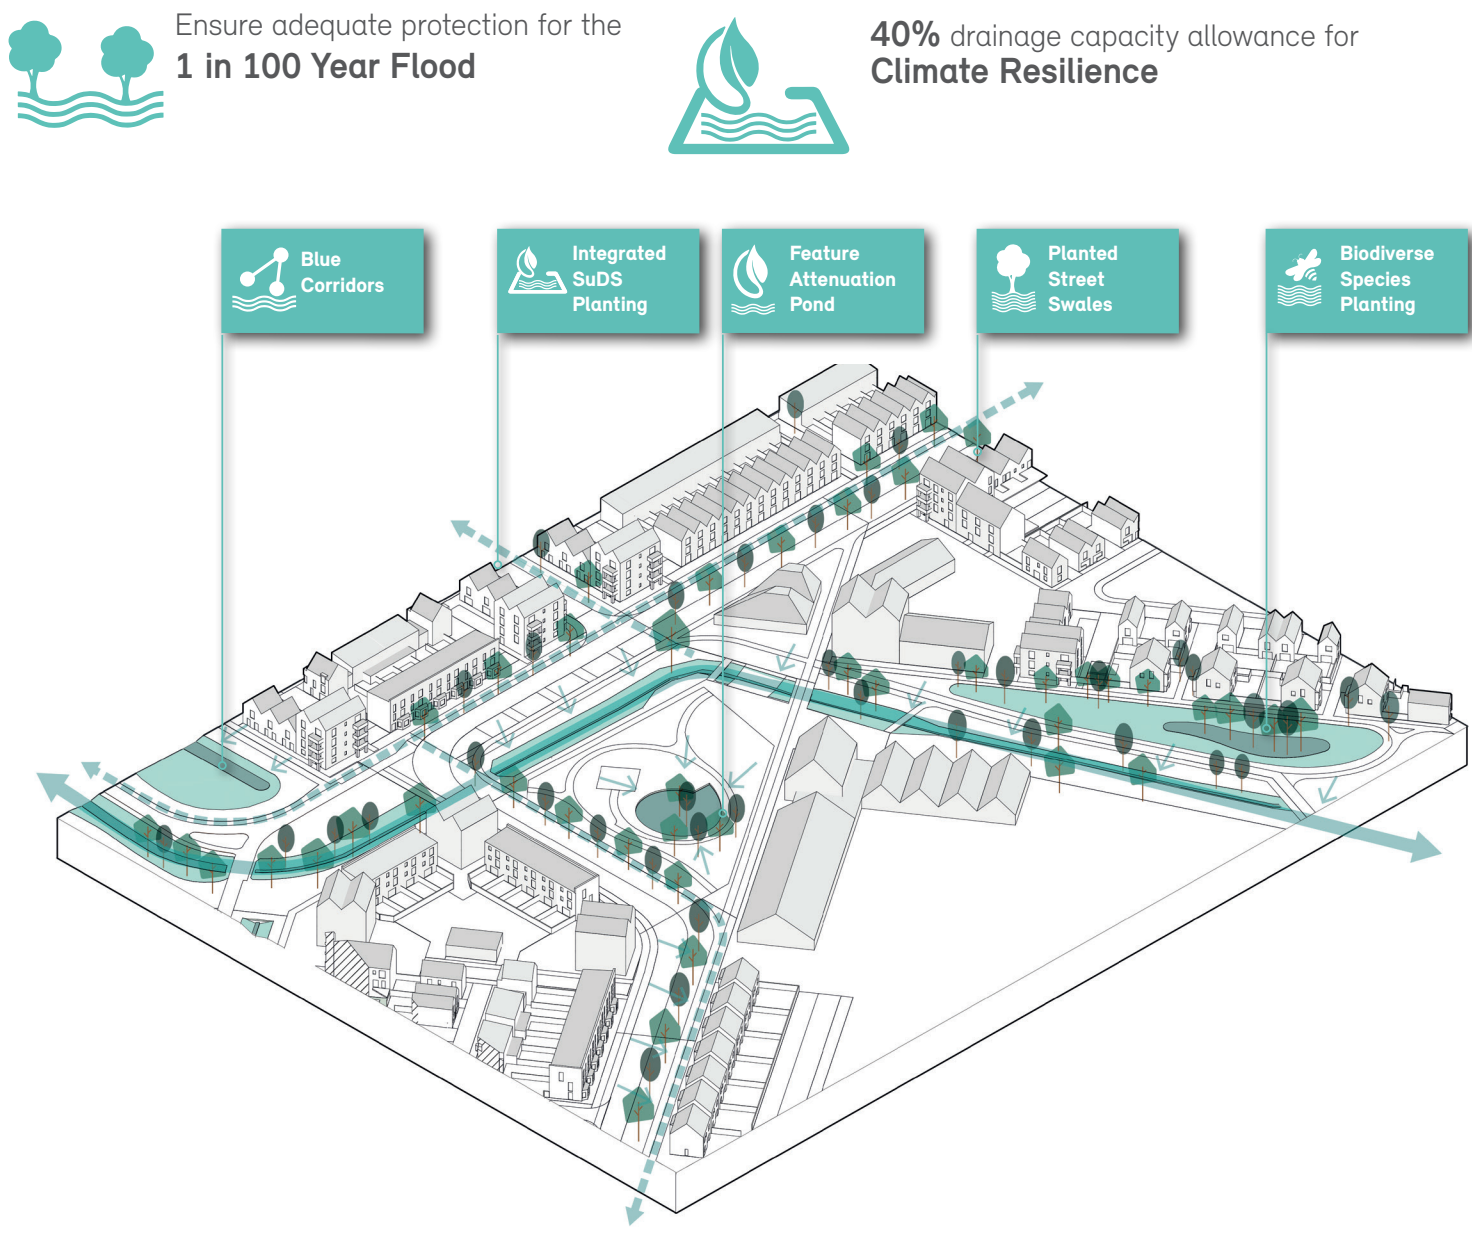 Ensure adequate protection for the
1 in 100 Year Flood
40% drainage capacity allowance for
Climate Resilience
Blue
Corridors
Integrated
SuDS
Planting
Feature
Attenuation
Pond
Planted
Street
Swales
Biodiverse
Species
Planting